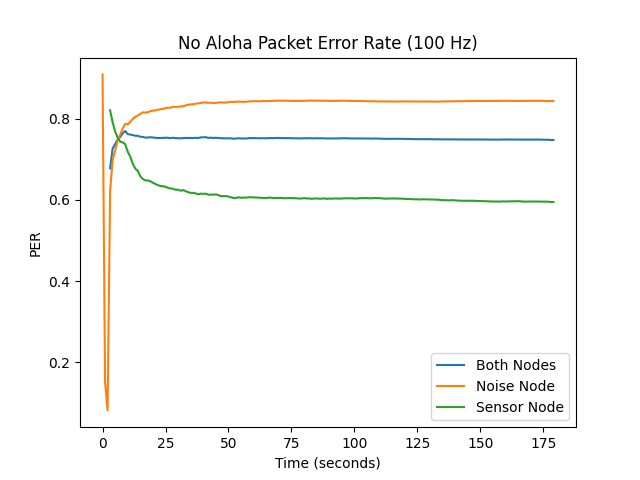 No Aloha Packet Error Rate (100 Hz)
PER
0.8
0.6
0.4
0.2
Both Nodes
Noise Node
Sensor Node
0 25 50 75 100 125 150 175
Time (seconds)